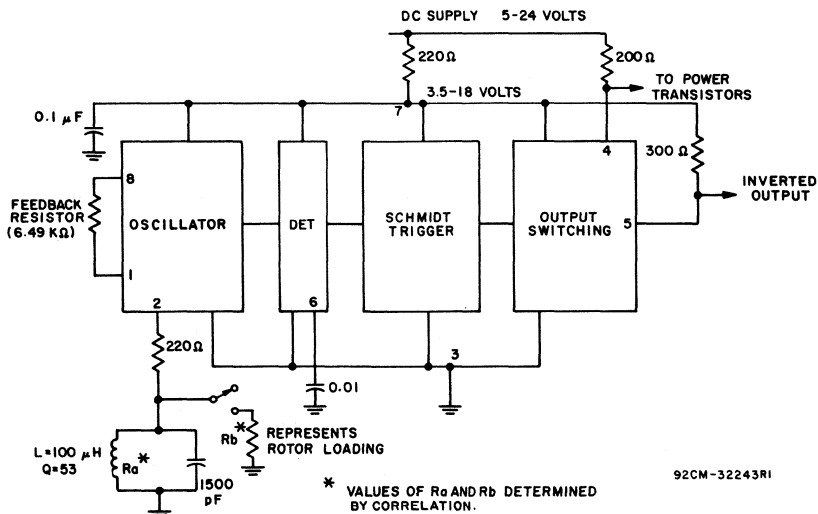 DC SUPPLY 5-24 VOLTS
220Ω
200Ω
TO POWER
TRANSISTORS
3.5-18 VOLTS
7
0.1 μF
4
300Ω
8
INVERTED
OUTPUT
FEEDBACK
RESISTOR
(6.49 KΩ)
OSCILLATOR
DET
SCHMIDT
TRIGGER
OUTPUT
SWITCHING
5
1
2
6
220Ω
3
0.01
*
Rb
REPRESENTS
ROTOR LOADING
L=100 μH
Q=53
Ra*
1500
pF
* VALUES OF Ra AND Rb DETERMINED
BY CORRELATION.
92CM-32243RI